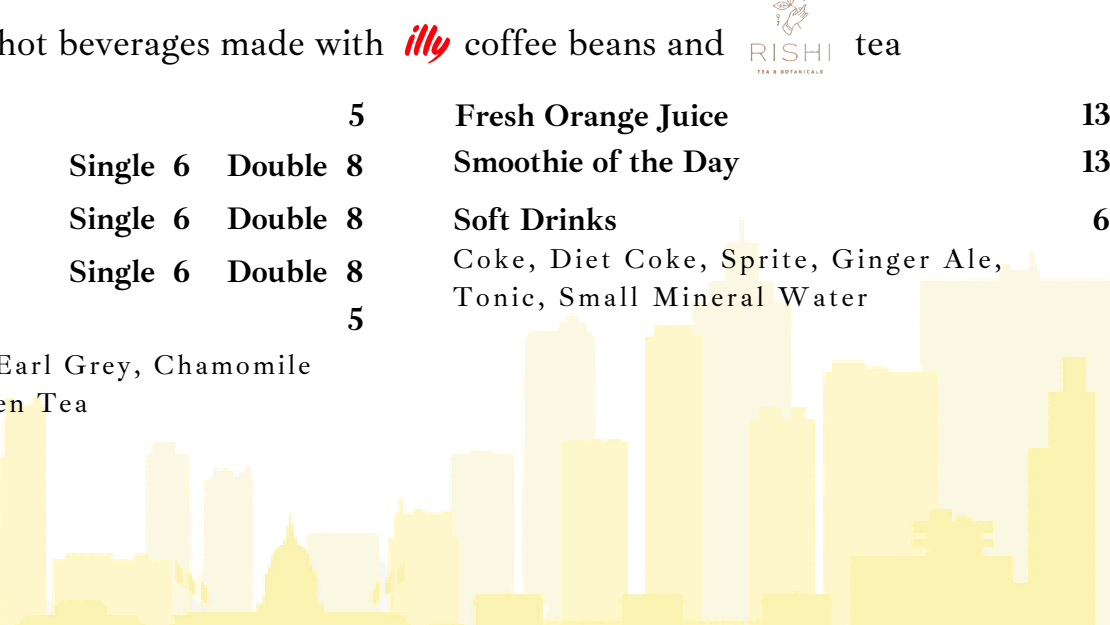 hot beverages made with illy coffee beans and RISHI TEA & BOTANICALS tea
5
Single 6 Double 8
Single 6 Double 8
Single 6 Double 8
5
Earl Grey, Chamomile
en Tea
Fresh Orange Juice 13
Smoothie of the Day 13
Soft Drinks 6
Coke, Diet Coke, Sprite, Ginger Ale,
Tonic, Small Mineral Water